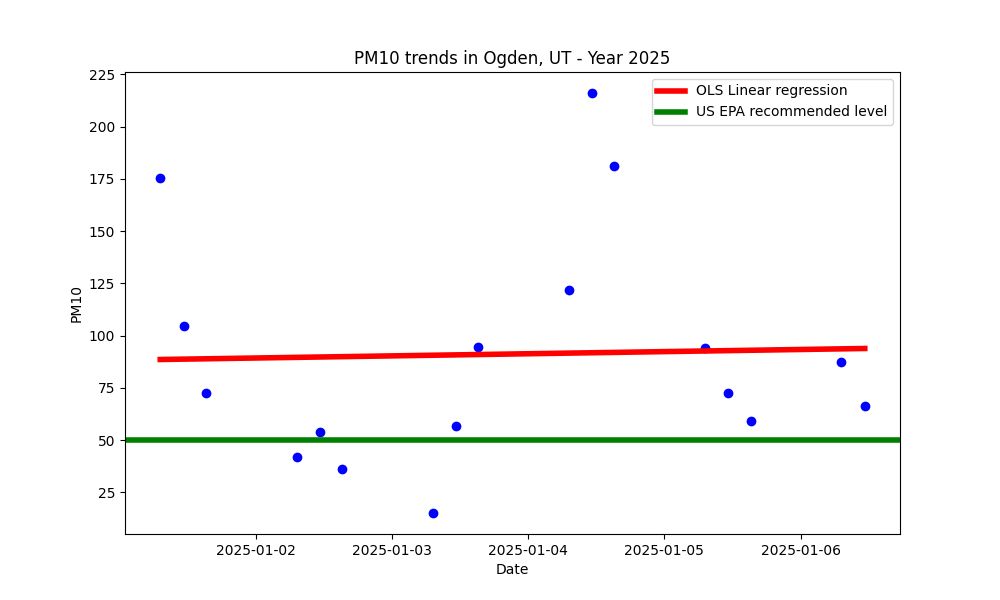 PM10 trends in Ogden, UT - Year 2025
OLS Linear regression
US EPA recommended level
PM10
225
200
175
150
125
100
75
50
25
2025-01-02 2025-01-03 2025-01-04 2025-01-05 2025-01-06
Date